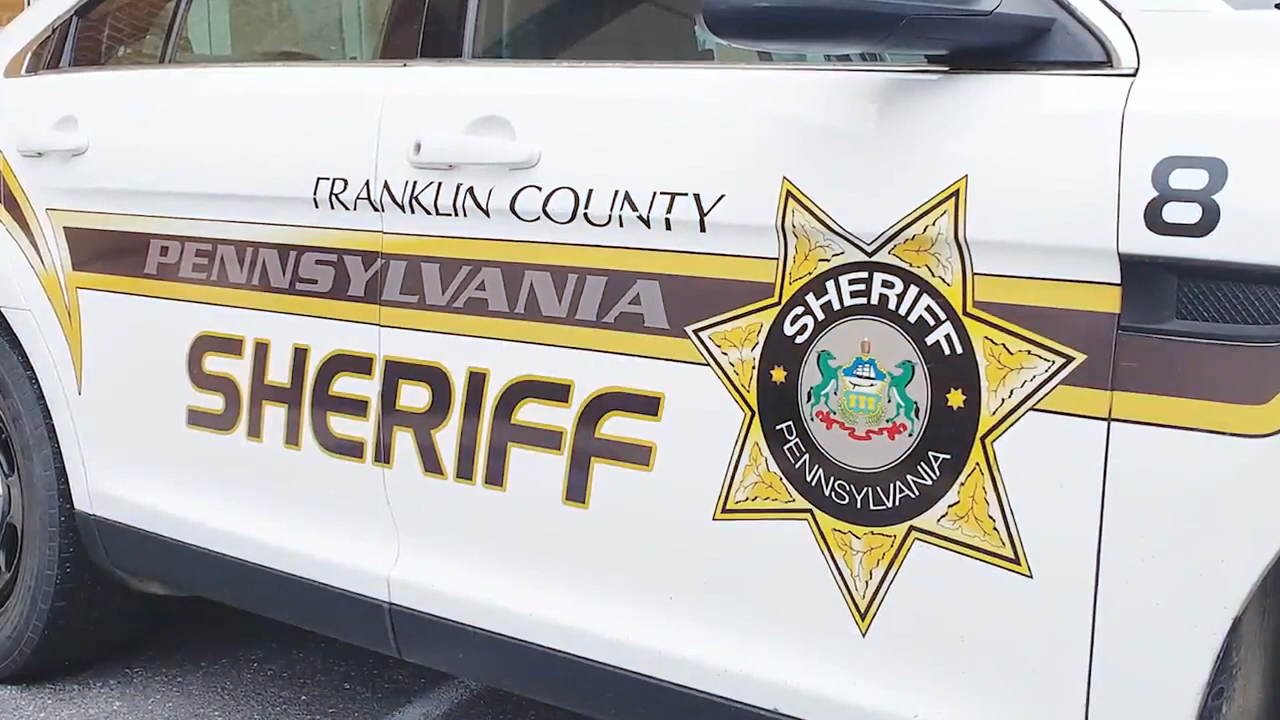 FRANKLIN COUNTY
PENNSYLVANIA
SHERIFF
SHERIFF
PENNSYLVANIA
8